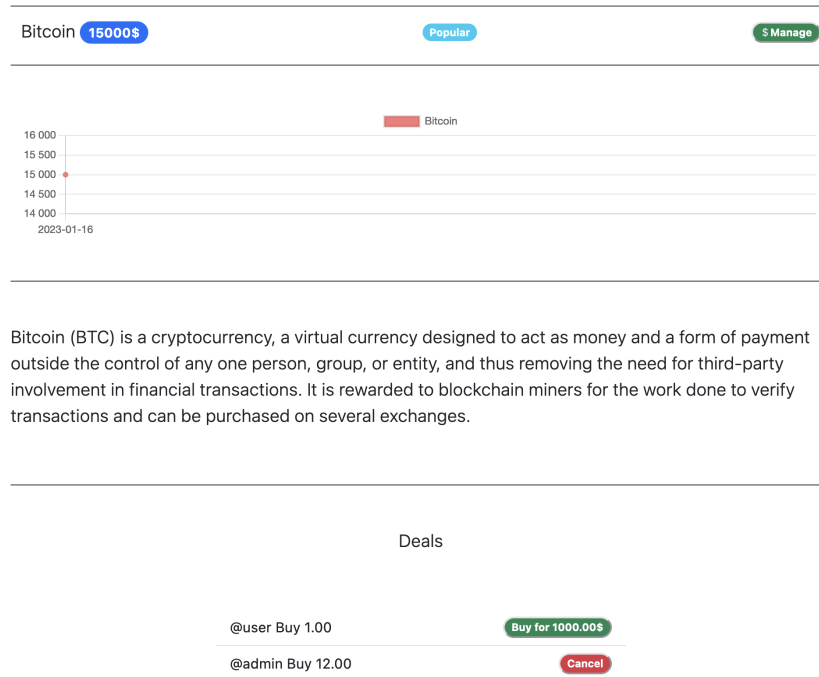 Bitcoin 15000$ Popular $ Manage
Bitcoin
16 000
15 500
15 000
14 500
14 000
2023-01-16
Bitcoin (BTC) is a cryptocurrency, a virtual currency designed to act as money and a form of payment
outside the control of any one person, group, or entity, and thus removing the need for third-party
involvement in financial transactions. It is rewarded to blockchain miners for the work done to verify
transactions and can be purchased on several exchanges.
Deals
@user Buy 1.00 Buy for 1000.00$
@admin Buy 12.00 Cancel